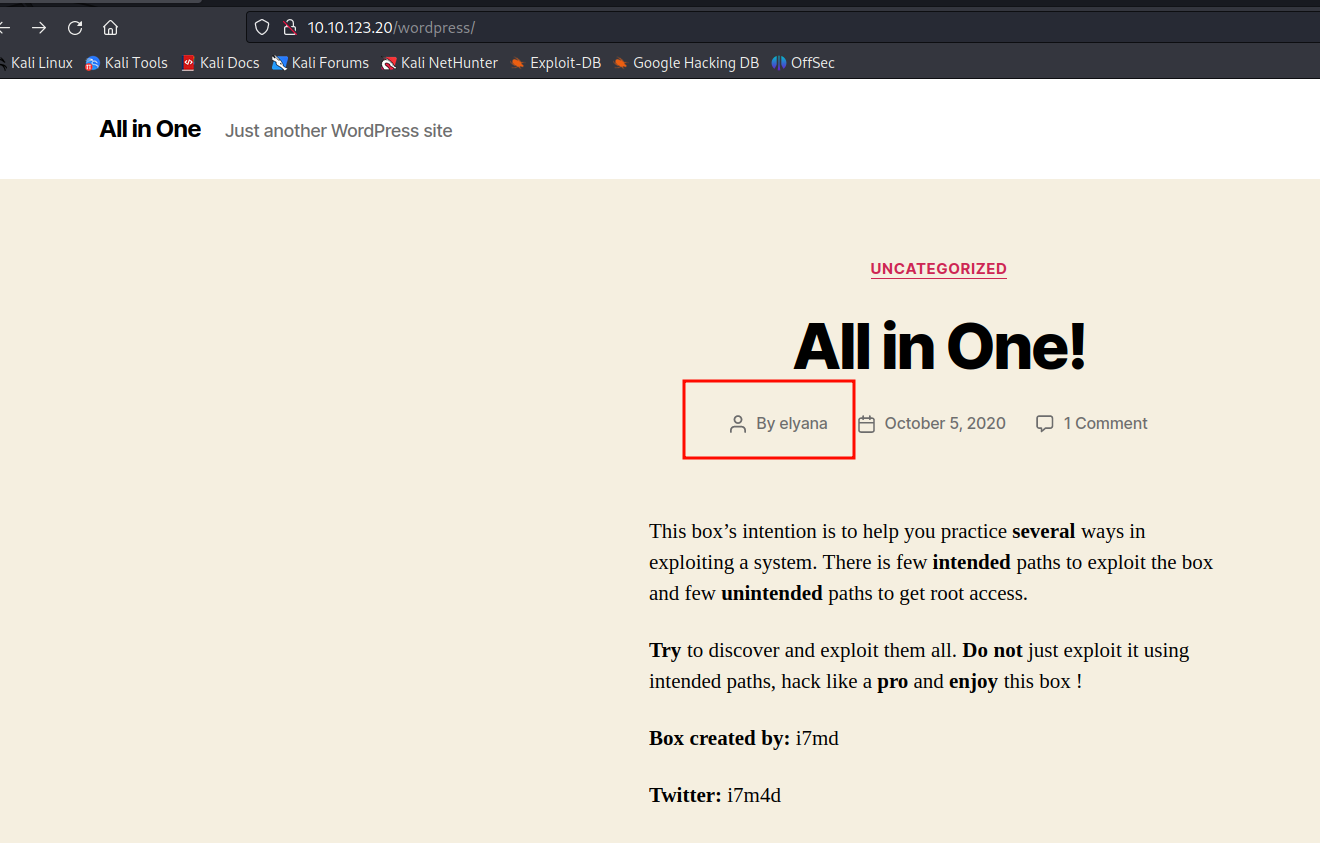 10.10.123.20/wordpress/
Kali Linux Kali Tools Kali Docs Kali Forums Kali NetHunter Exploit-DB Google Hacking DB OffSec
All in One Just another WordPress site
UNCATEGORIZED
All in One!
By elyana October 5, 2020 1 Comment
This box’s intention is to help you practice several ways in
exploiting a system. There is few intended paths to exploit the box
and few unintended paths to get root access.
Try to discover and exploit them all. Do not just exploit it using
intended paths, hack like a pro and enjoy this box !
Box created by: i7md
Twitter: i7m4d